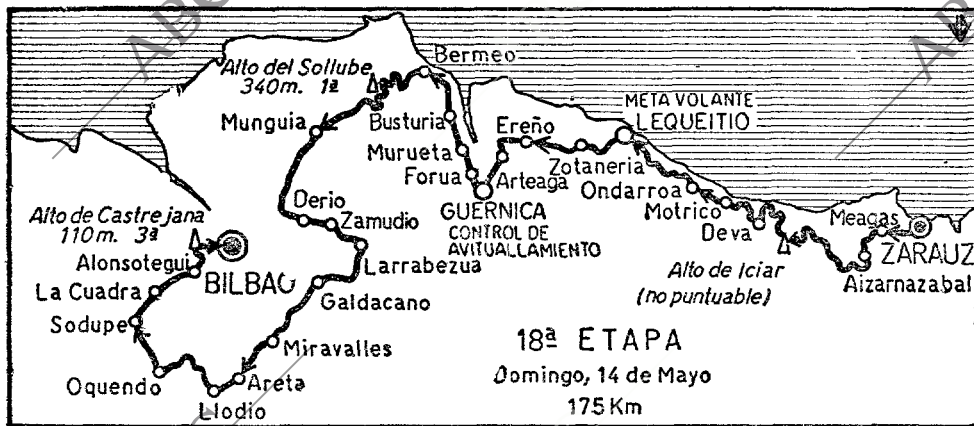 ABC
AB
Bermeo
Alto del Sollube
340m. 1ª
META VOLANTE
LEQUEITIO
Munguia
Busturia
Ereño
Murueta
Zotaneria
Forua
Arteaga
Ondarroa
Derio
Motrico
Meagas
Alto de Castrejana
110m. 3ª
Zamudio
GUERNICA
CONTROL DE
AVITUALLAMIENTO
Deva
ZARAUZ
Alonsotegui
BILBAO
Larrabezua
Alto de Iciar
(no puntuable)
Aizarnazabal
La Cuadra
Galdacano
Sodupe
18ª ETAPA
Miravalles
Domingo, 14 de Mayo
Oquendo
Areta
175 Km
Llodio